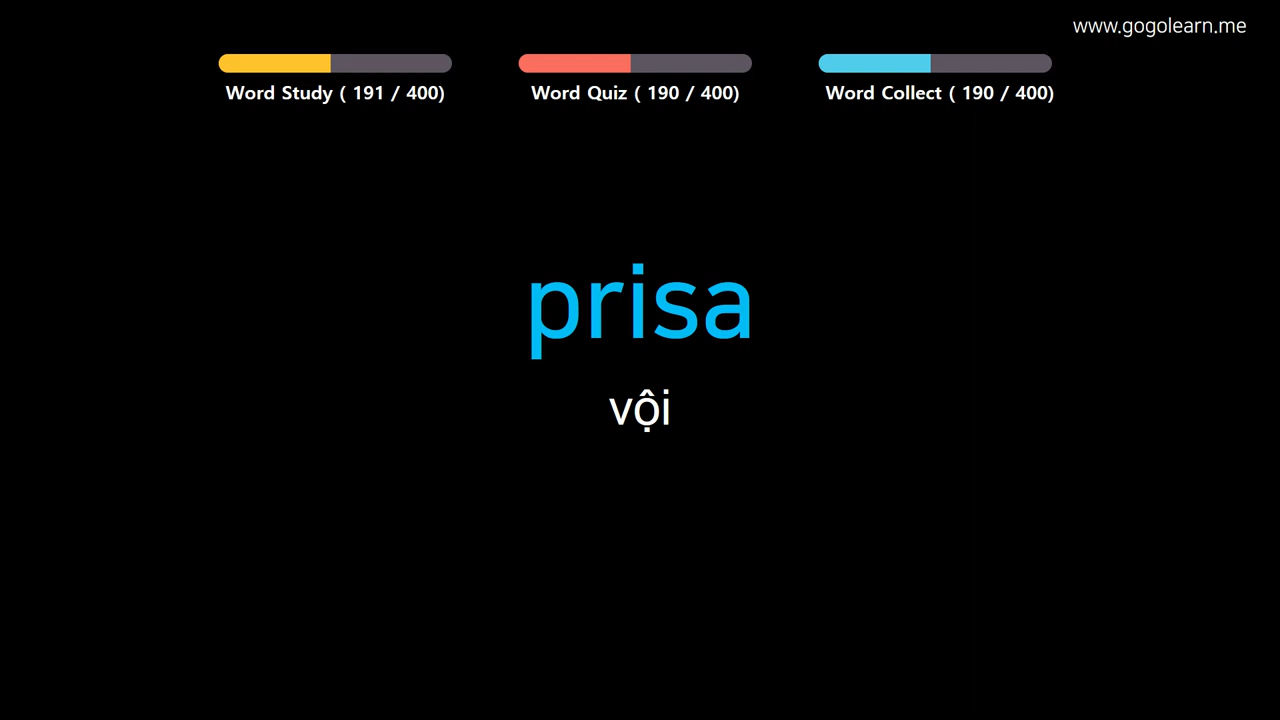 www.gogolearn.me
Word Study ( 191 / 400)
Word Quiz ( 190 / 400)
Word Collect ( 190 / 400)
prisa
vội